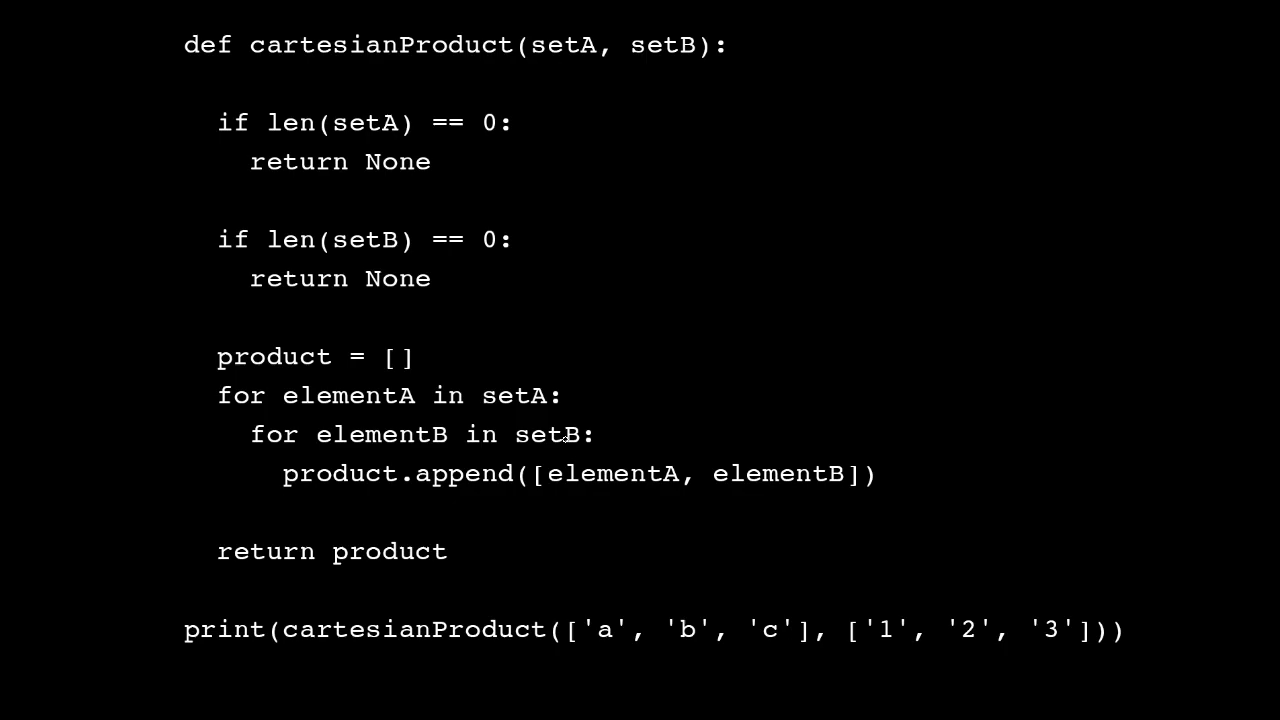 def cartesianProduct(setA, setB):
if len(setA) == 0:
return None
if len(setB) == 0:
return None
product = []
for elementA in setA:
for elementB in setB:
product.append([elementA, elementB])
return product
print(cartesianProduct(['a', 'b', 'c'], ['1', '2', '3']))